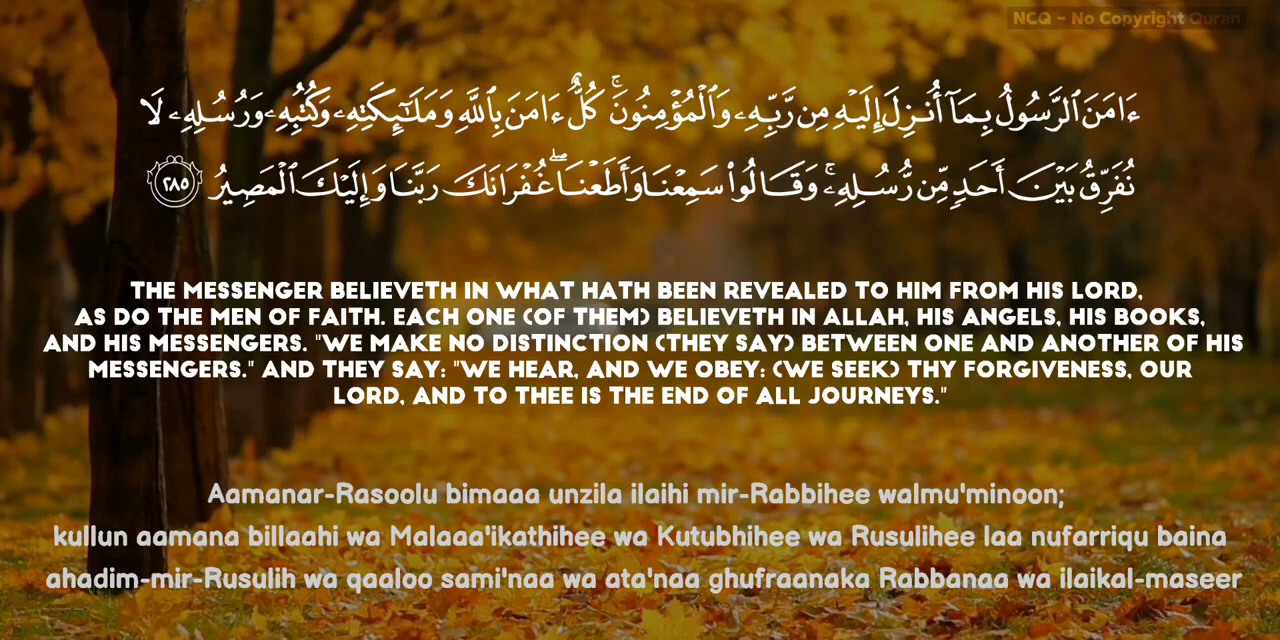 NCQ - No Copyright Quran
ءَامَنَ ٱلرَّسُولُ بِمَآ أُنزِلَ إِلَيْهِ مِن رَّبِّهِۦ وَٱلْمُؤْمِنُونَ ۚ كُلٌّ ءَامَنَ بِٱللَّهِ وَمَلَـٰٓئِكَتِهِۦ وَكُتُبِهِۦ وَرُسُلِهِۦ لَا
نُفَرِّقُ بَيْنَ أَحَدٍ مِّن رُّسُلِهِۦ ۚ وَقَالُوا۟ سَمِعْنَا وَأَطَعْنَا ۖ غُفْرَانَكَ رَبَّنَا وَإِلَيْكَ ٱلْمَصِيرُ ٢٨٥
THE MESSENGER BELIEVETH IN WHAT HATH BEEN REVEALED TO HIM FROM HIS LORD,
AS DO THE MEN OF FAITH. EACH ONE (OF THEM) BELIEVETH IN ALLAH, HIS ANGELS, HIS BOOKS,
AND HIS MESSENGERS. "WE MAKE NO DISTINCTION (THEY SAY) BETWEEN ONE AND ANOTHER OF HIS
MESSENGERS." AND THEY SAY: "WE HEAR, AND WE OBEY: (WE SEEK) THY FORGIVENESS, OUR
LORD, AND TO THEE IS THE END OF ALL JOURNEYS."
Aamanar-Rasoolu bimaaa unzila ilaihi mir-Rabbihee walmu'minoon;
kullun aamana billaahi wa Malaaa'ikathihee wa Kutubhihee wa Rusulihee laa nufarriqu baina
ahadim-mir-Rusulih wa qaaloo sami'naa wa ata'naa ghufraanaka Rabbanaa wa ilaikal-maseer